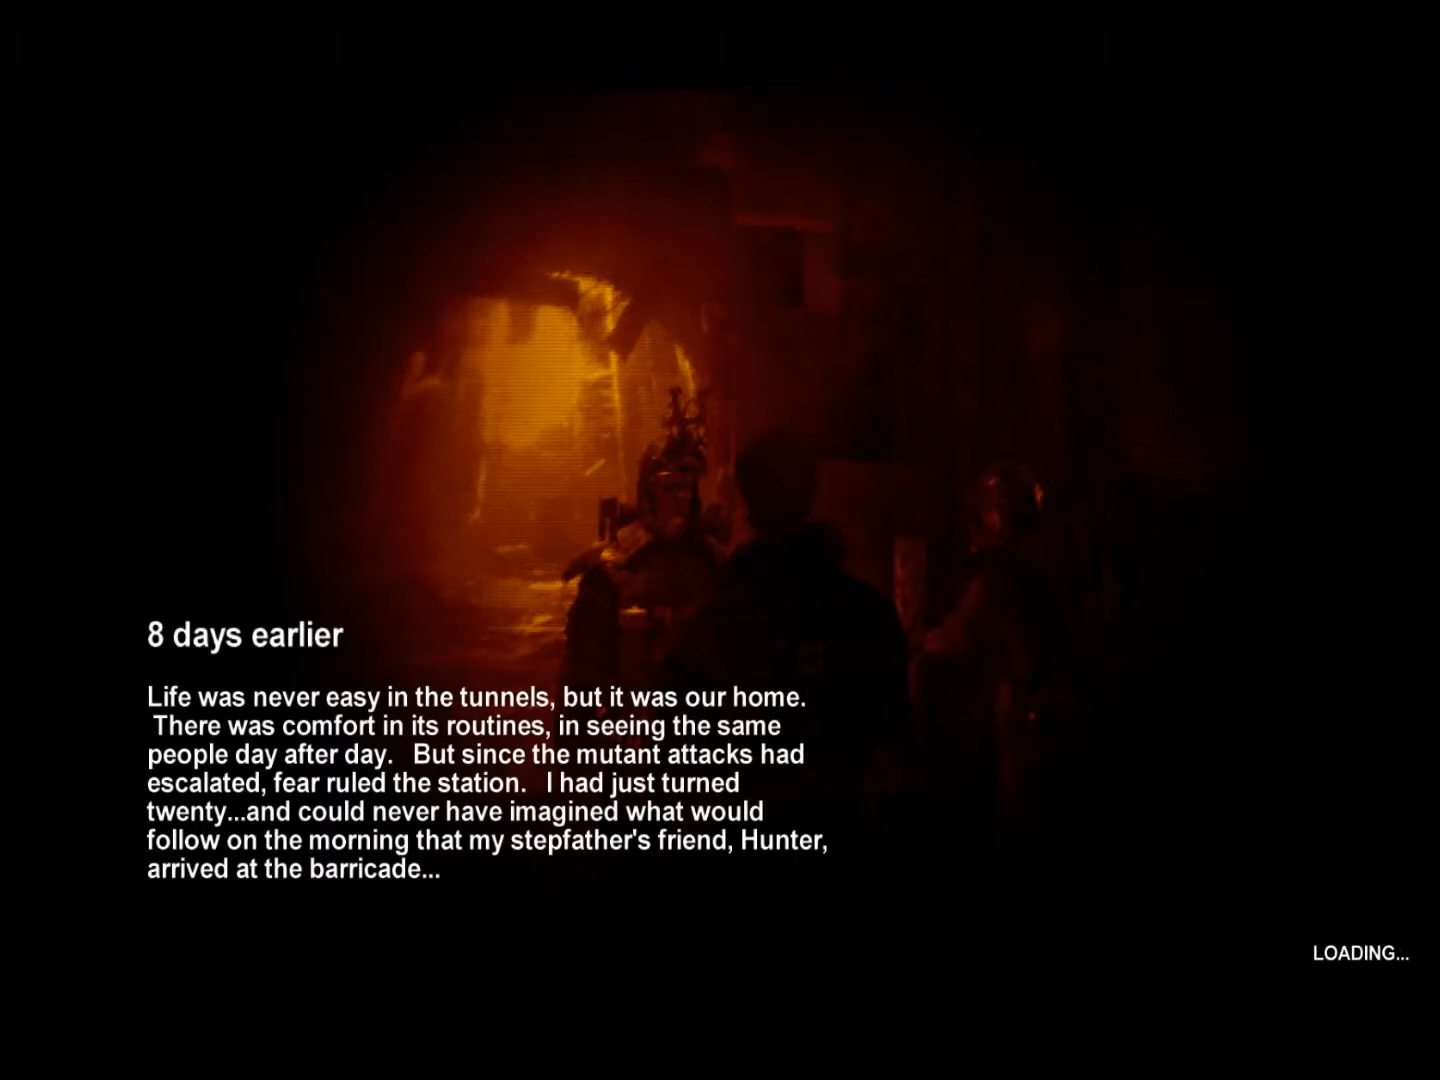 8 days earlier
Life was never easy in the tunnels, but it was our home.
There was comfort in its routines, in seeing the same
people day after day.   But since the mutant attacks had
escalated, fear ruled the station.   I had just turned
twenty...and could never have imagined what would
follow on the morning that my stepfather's friend, Hunter,
arrived at the barricade...
LOADING...